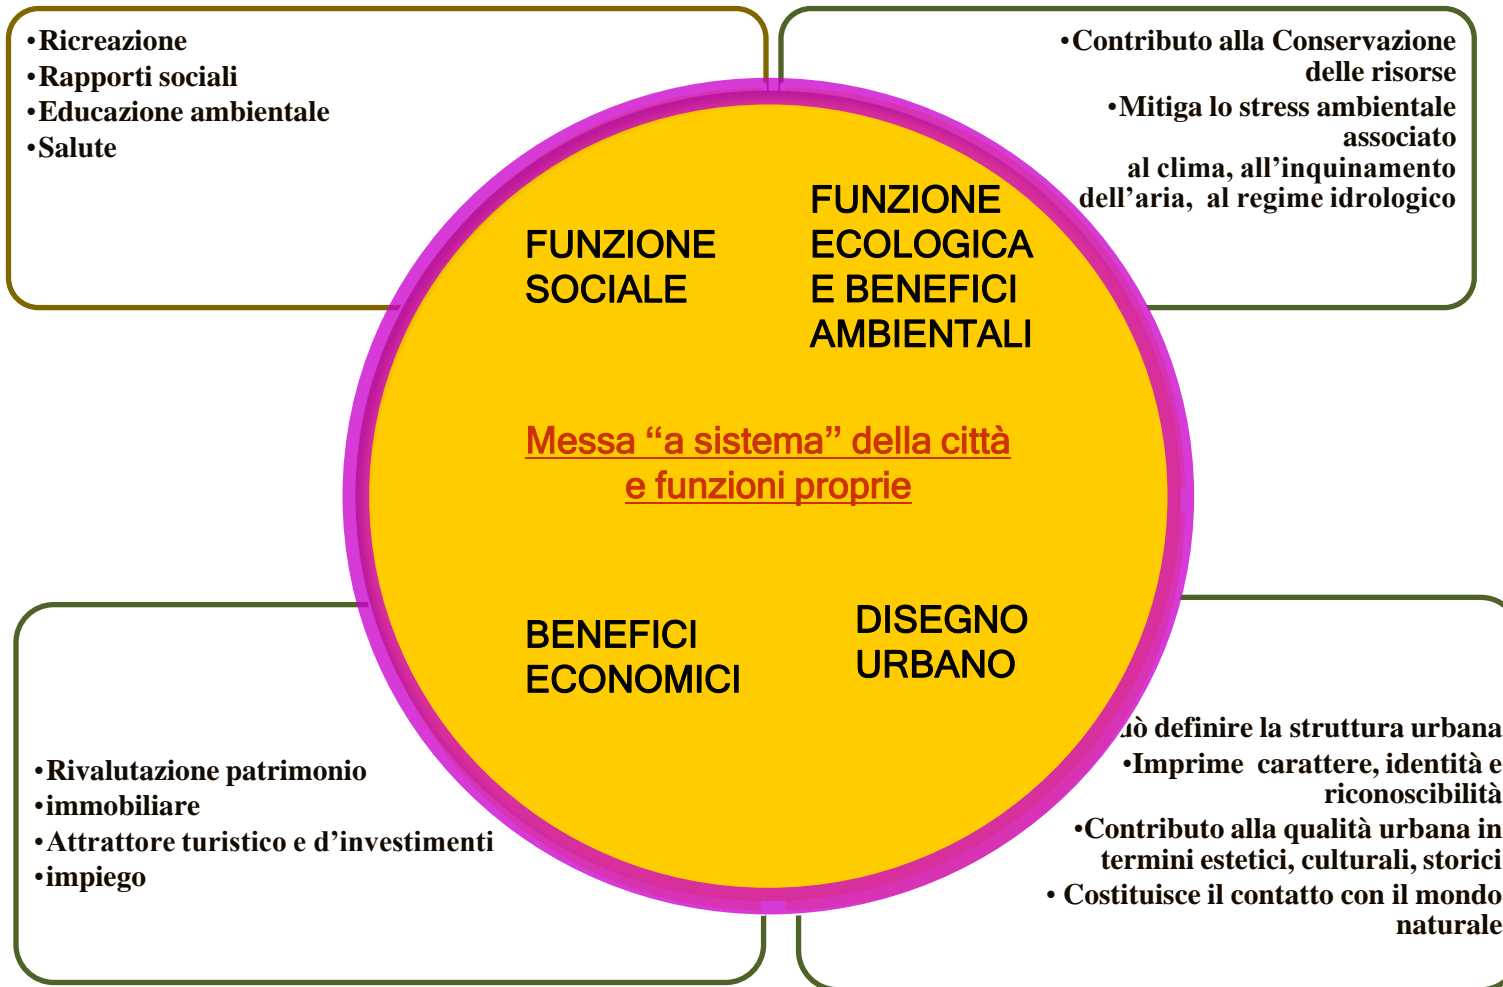 •Ricreazione
•Rapporti sociali
•Educazione ambientale
•Salute
•Contributo alla Conservazione
delle risorse
•Mitiga lo stress ambientale
associato
al clima, all’inquinamento
dell’aria, al regime idrologico
FUNZIONE
SOCIALE
FUNZIONE
ECOLOGICA
E BENEFICI
AMBIENTALI
Messa “a sistema” della città
e funzioni proprie
BENEFICI
ECONOMICI
DISEGNO
URBANO
•Rivalutazione patrimonio
•immobiliare
•Attrattore turistico e d’investimenti
•impiego
definire la struttura urbana
•Imprime carattere, identità e
riconoscibilità
•Contributo alla qualità urbana in
termini estetici, culturali, storici
• Costituisce il contatto con il mondo
naturale